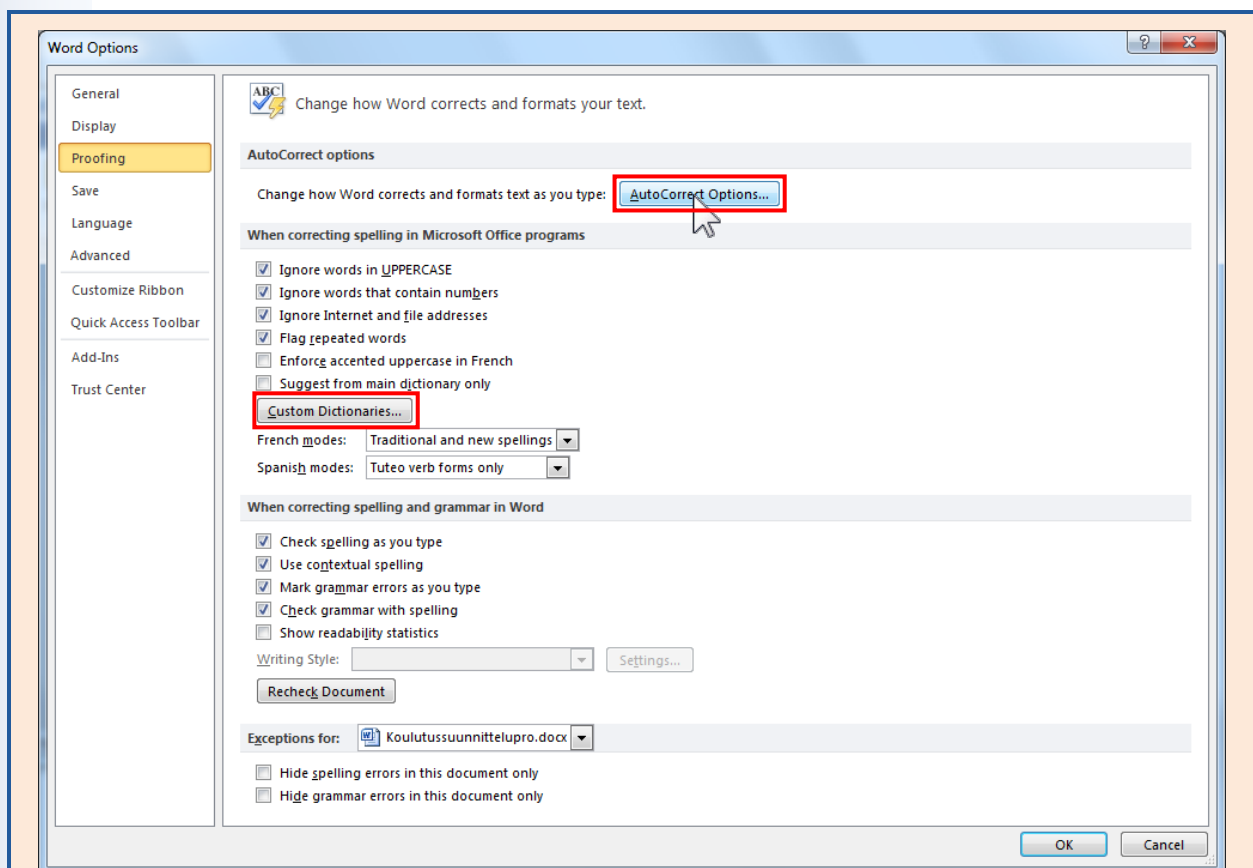 Word Options
General
Display
Proofing
Save
Language
Advanced
Customize Ribbon
Quick Access Toolbar
Add-Ins
Trust Center
ABC
Change how Word corrects and formats your text.
AutoCorrect options
Change how Word corrects and formats text as you type: AutoCorrect Options...
When correcting spelling in Microsoft Office programs
Ignore words in UPPERCASE
Ignore words that contain numbers
Ignore Internet and file addresses
Flag repeated words
Enforce accented uppercase in French
Suggest from main dictionary only
Custom Dictionaries...
French modes: Traditional and new spellings
Spanish modes: Tuteo verb forms only
When correcting spelling and grammar in Word
Check spelling as you type
Use contextual spelling
Mark grammar errors as you type
Check grammar with spelling
Show readability statistics
Writing Style: Settings...
Recheck Document
Exceptions for: Koulutussuunnittelupro.docx
Hide spelling errors in this document only
Hide grammar errors in this document only
OK Cancel